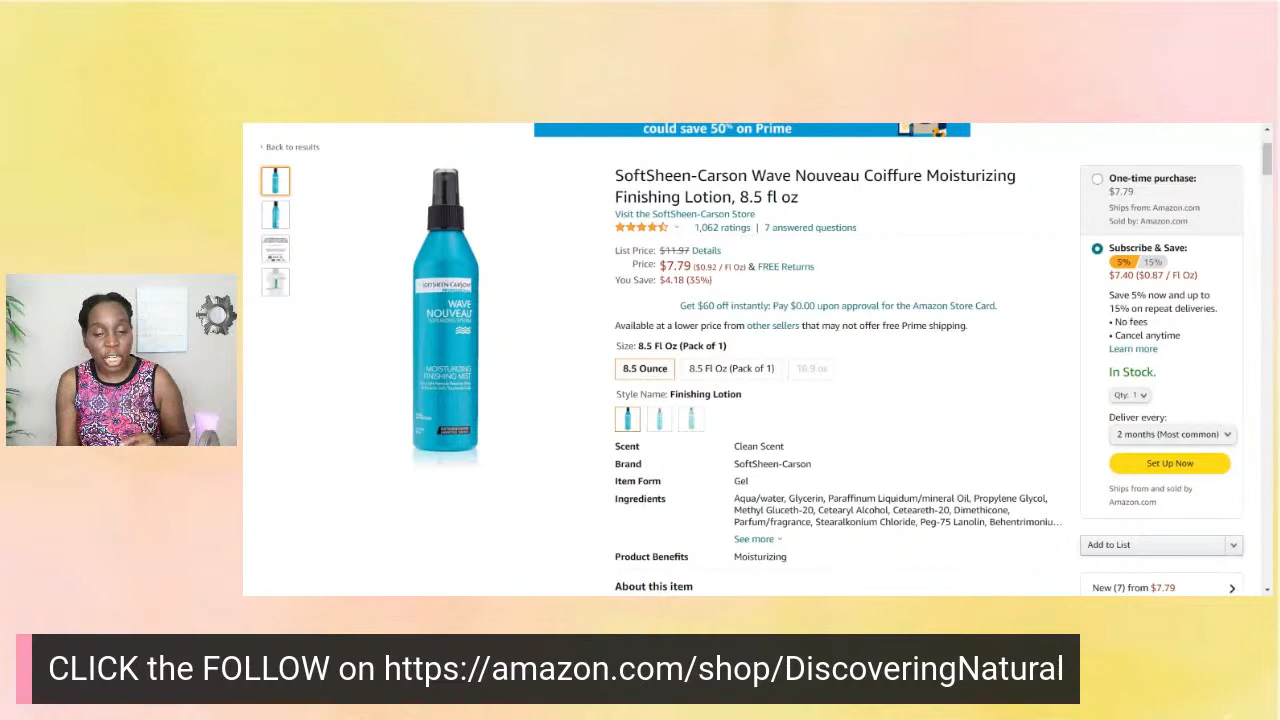 could save 50% on Prime
‹ Back to results
SoftSheen-Carson Wave Nouveau Coiffure Moisturizing
Finishing Lotion, 8.5 fl oz
Visit the SoftSheen-Carson Store
1,062 ratings | 7 answered questions
List Price: $11.97 Details
Price: $7.79 ($0.92 / Fl Oz) & FREE Returns
You Save: $4.18 (35%)
Get $60 off instantly: Pay $0.00 upon approval for the Amazon Store Card.
Available at a lower price from other sellers that may not offer free Prime shipping.
Size: 8.5 Fl Oz (Pack of 1)
8.5 Ounce
8.5 Fl Oz (Pack of 1)
16.9 oz
Style Name: Finishing Lotion
Scent Clean Scent
Brand SoftSheen-Carson
Item Form Gel
Ingredients Aqua/water, Glycerin, Paraffinum Liquidum/mineral Oil, Propylene Glycol,
Methyl Gluceth-20, Cetearyl Alcohol, Ceteareth-20, Dimethicone,
Parfum/fragrance, Stearalkonium Chloride, Peg-75 Lanolin, Behentrimoniu…
See more
Product Benefits Moisturizing
About this item
SOFTSHEEN-CARSON
PROFESSIONAL
WAVE
NOUVEAU
TEXTURIZING SYSTEM
MOISTURIZING
FINISHING MIST
One-time purchase:
$7.79
Ships from: Amazon.com
Sold by: Amazon.com
Subscribe & Save:
5% 15%
$7.40 ($0.87 / Fl Oz)
Save 5% now and up to
15% on repeat deliveries.
• No fees
• Cancel anytime
Learn more
In Stock.
Qty: 1
Deliver every:
2 months (Most common)
Set Up Now
Ships from and sold by
Amazon.com
Add to List
New (7) from $7.79
CLICK the FOLLOW on https://amazon.com/shop/DiscoveringNatural